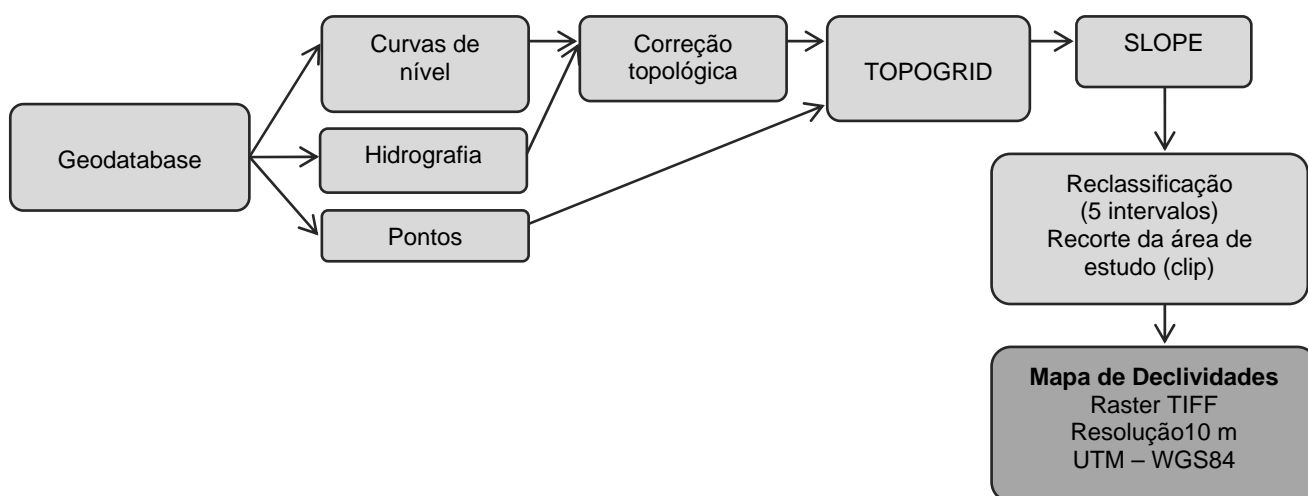 Geodatabase
Curvas de
nível
Hidrografia
Pontos
Correção
topológica
TOPOGRID
SLOPE
Reclassificação
(5 intervalos)
Recorte da área de
estudo (clip)
Mapa de Declividades
Raster TIFF
Resolução10 m
UTM – WGS84